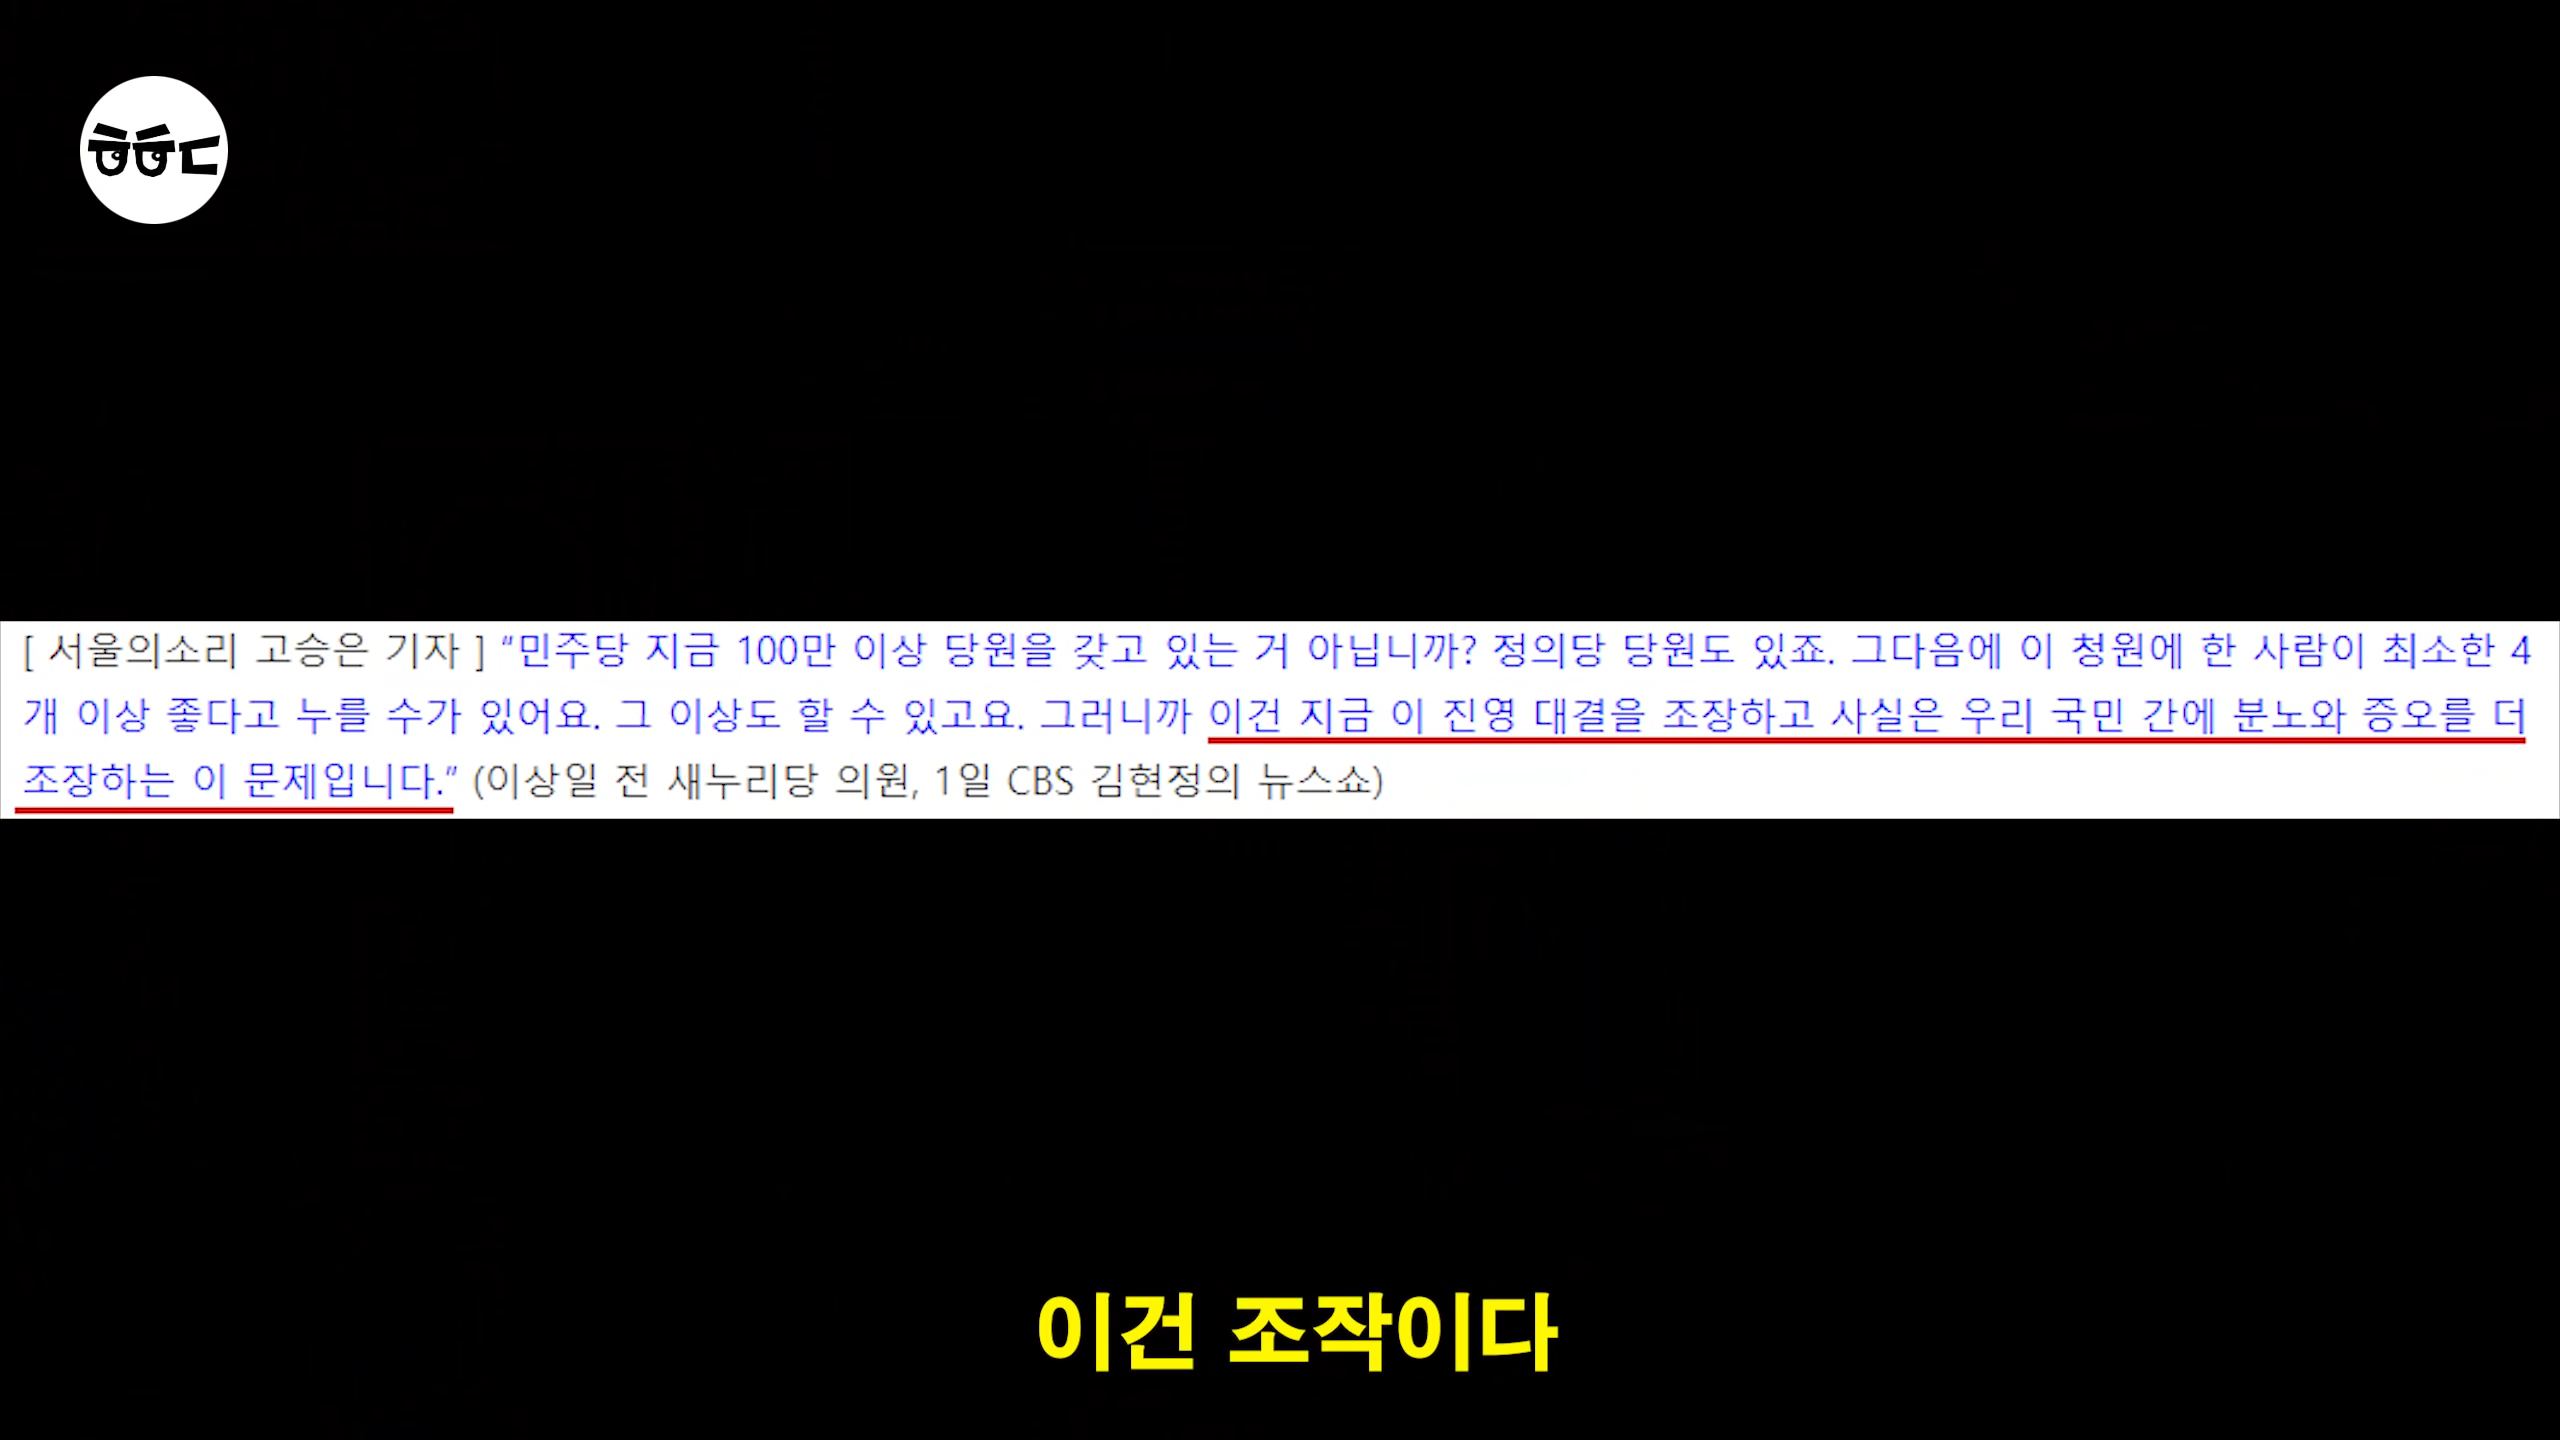 ㅎㅎㄷ
[ 서울의소리 고승은 기자 ] “민주당 지금 100만 이상 당원을 갖고 있는 거 아닙니까? 정의당 당원도 있죠. 그다음에 이 청원에 한 사람이 최소한 4
개 이상 좋다고 누를 수가 있어요. 그 이상도 할 수 있고요. 그러니까 이건 지금 이 진영 대결을 조장하고 사실은 우리 국민 간에 분노와 증오를 더
조장하는 이 문제입니다.” (이상일 전 새누리당 의원, 1일 CBS 김현정의 뉴스쇼)
이건 조작이다